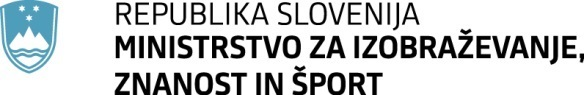 REPUBLIKA SLOVENIJA
MINISTRSTVO ZA IZOBRAŽEVANJE,
ZNANOST IN ŠPORT